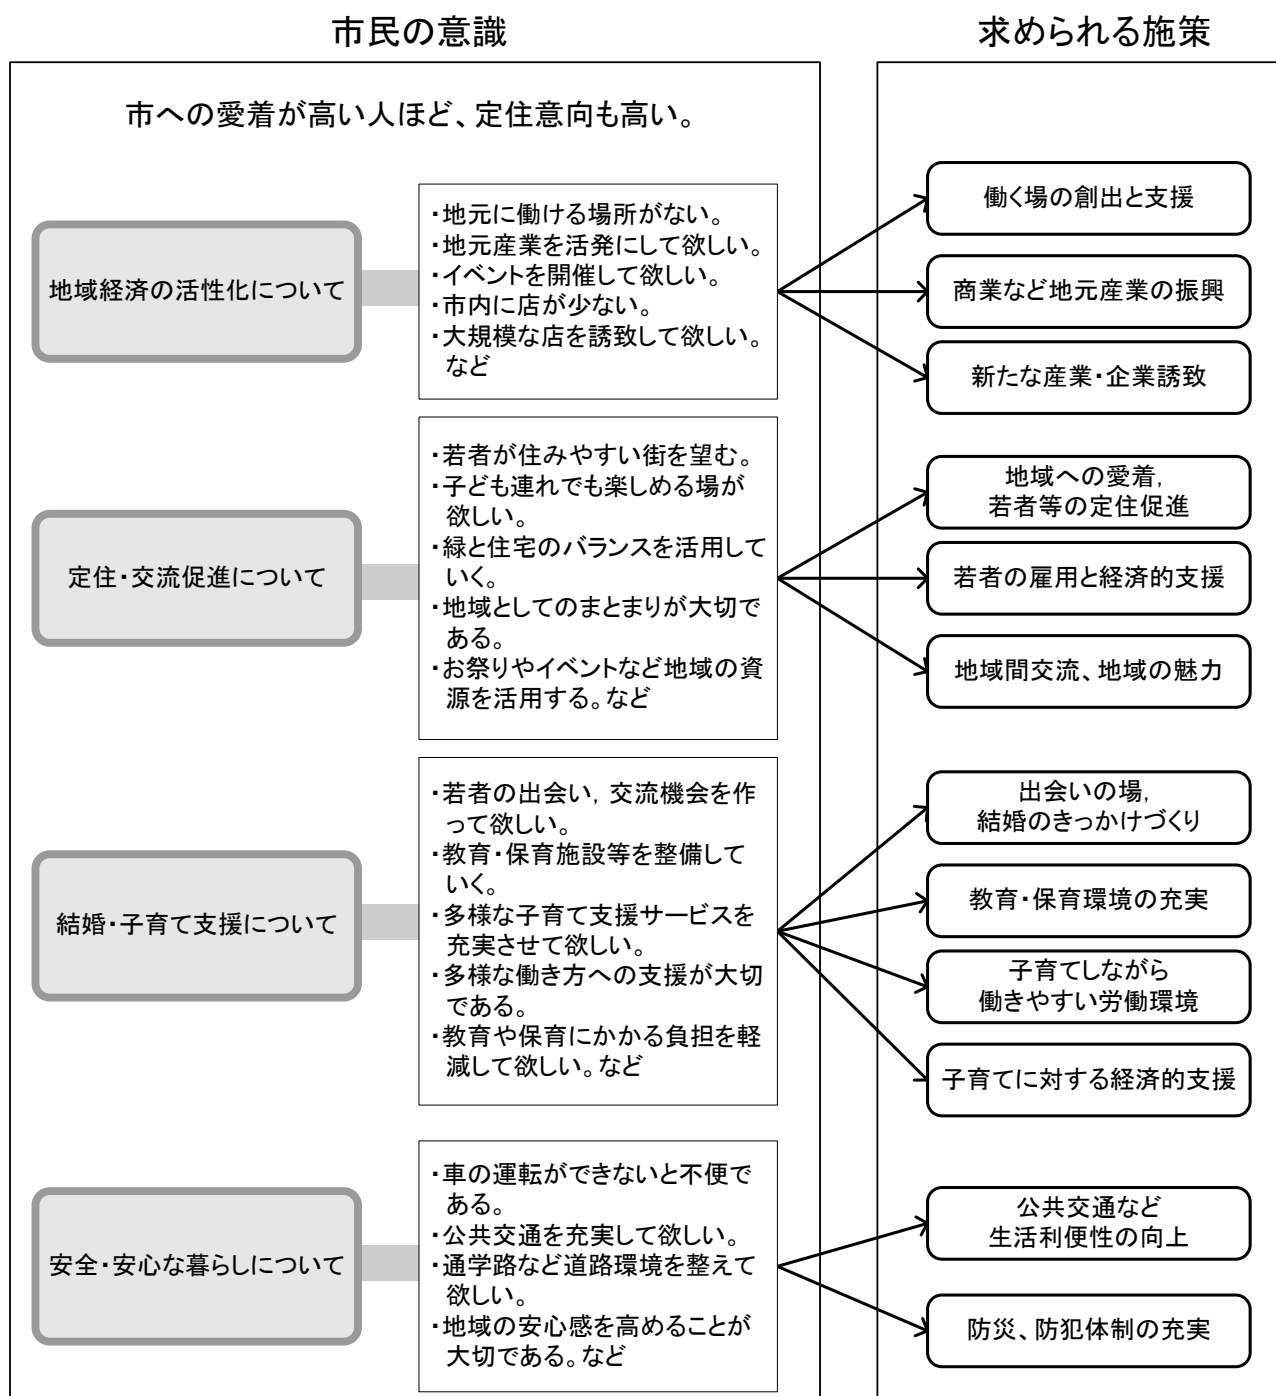 市民の意識
求められる施策
市への愛着が高い人ほど、定住意向も高い。
地域経済の活性化について
・地元に働ける場所がない。
・地元産業を活発にして欲しい。
・イベントを開催して欲しい。
・市内に店が少ない。
・大規模な店を誘致して欲しい。
など
働く場の創出と支援
商業など地元産業の振興
新たな産業・企業誘致
定住・交流促進について
・若者が住みやすい街を望む。
・子ども連れでも楽しめる場が
欲しい。
・緑と住宅のバランスを活用して
いく。
・地域としてのまとまりが大切で
ある。
・お祭りやイベントなど地域の資
源を活用する。など
地域への愛着,
若者等の定住促進
若者の雇用と経済的支援
地域間交流、地域の魅力
結婚・子育て支援について
・若者の出会い,交流機会を作
って欲しい。
・教育・保育施設等を整備して
いく。
・多様な子育て支援サービスを
充実させて欲しい。
・多様な働き方への支援が大切
である。
・教育や保育にかかる負担を軽
減して欲しい。など
出会いの場,
結婚のきっかけづくり
教育・保育環境の充実
子育てしながら
働きやすい労働環境
子育てに対する経済的支援
安全・安心な暮らしについて
・車の運転ができないと不便で
ある。
・公共交通を充実して欲しい。
・通学路など道路環境を整えて
欲しい。
・地域の安心感を高めることが
大切である。など
公共交通など
生活利便性の向上
防災、防犯体制の充実